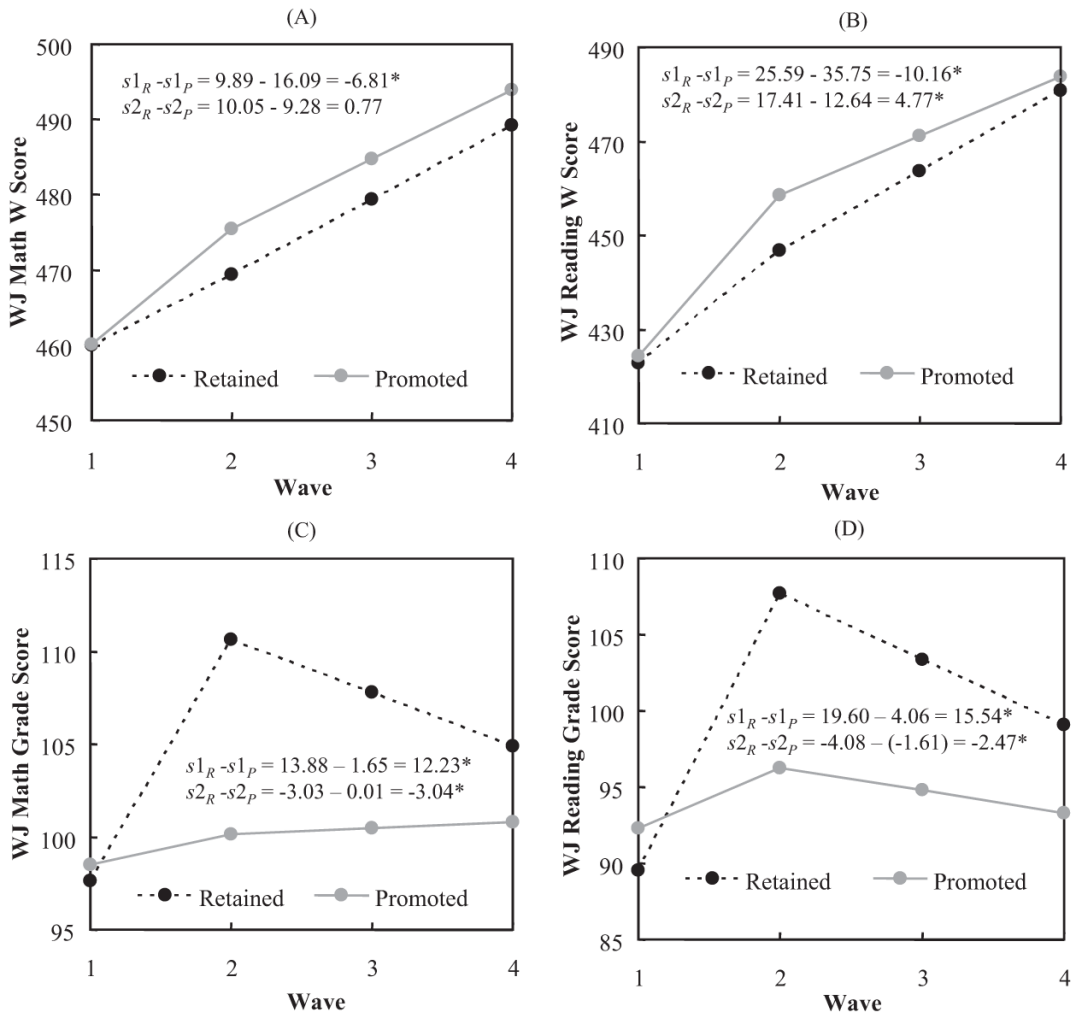 (A)
500
490
480
470
460
450
WJ Math W Score
s1R -s1P = 9.89 - 16.09 = -6.81*
s2R -s2P = 10.05 - 9.28 = 0.77
Retained
Promoted
1 2 3 4
Wave
(B)
490
470
450
430
410
WJ Reading W Score
s1R -s1P = 25.59 - 35.75 = -10.16*
s2R -s2P = 17.41 - 12.64 = 4.77*
Retained
Promoted
1 2 3 4
Wave
(C)
115
110
105
100
95
WJ Math Grade Score
s1R -s1P = 13.88 – 1.65 = 12.23*
s2R -s2P = -3.03 – 0.01 = -3.04*
Retained
Promoted
1 2 3 4
Wave
(D)
110
105
100
95
90
85
WJ Reading Grade Score
s1R -s1P = 19.60 – 4.06 = 15.54*
s2R -s2P = -4.08 – (-1.61) = -2.47*
Retained
Promoted
1 2 3 4
Wave